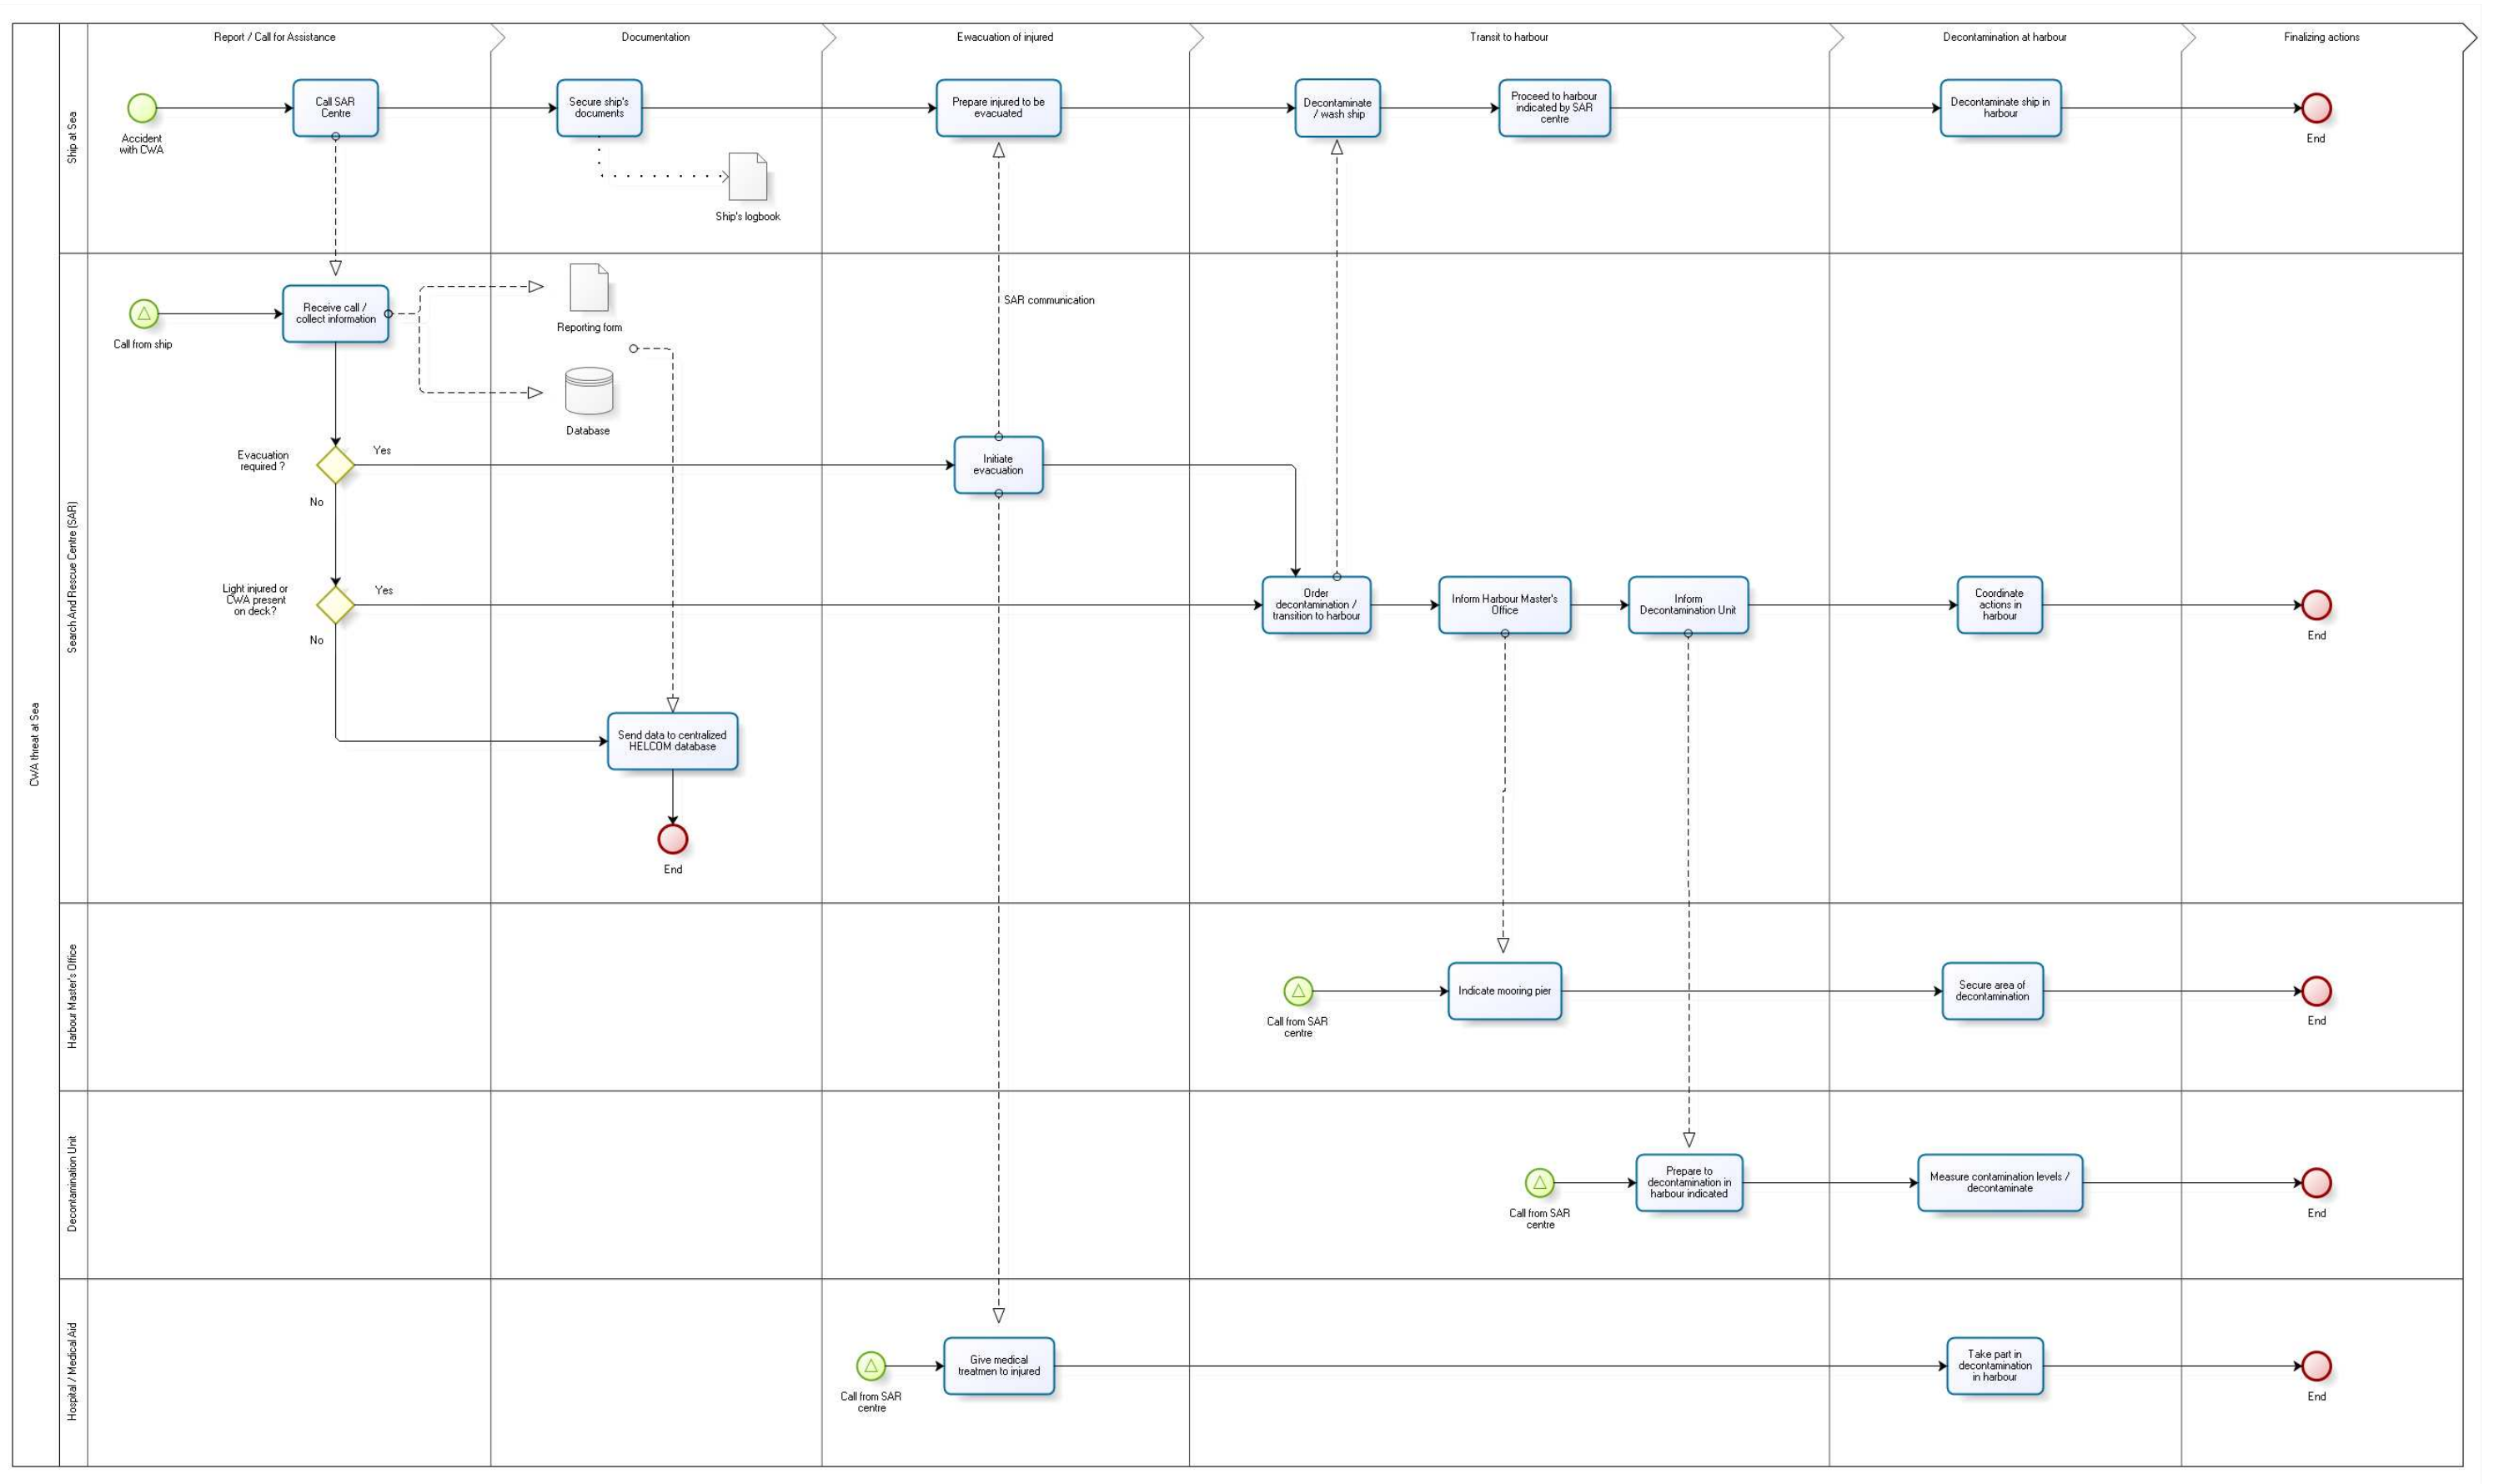 Report / Call for Assistance
Documentation
Ewacuation of injured
Transit to harbour
Decontamination at harbour
Finalizing actions
CWA threat at Sea
Ship at Sea
Accident
with CWA
Call SAR
Centre
Secure ship's
documents
Ship's logbook
Prepare injured to be
evacuated
Decontaminate
/ wash ship
Proceed to harbour
indicated by SAR
centre
Decontaminate ship in
harbour
End
Search And Rescue Centre (SAR)
Call from ship
Receive call /
collect information
Reporting form
Database
SAR communication
Evacuation
required ?
Yes
No
Initiate
evacuation
Light injured or
CWA present
on deck?
Yes
No
Order
decontamination /
transition to harbour
Inform Harbour Master's
Office
Inform
Decontamination Unit
Coordinate
actions in
harbour
End
Send data to centralized
HELCOM database
End
Harbour Master's Office
Call from SAR
centre
Indicate mooring pier
Secure area of
decontamination
End
Decontamination Unit
Call from SAR
centre
Prepare to
decontamination in
harbour indicated
Measure contamination levels /
decontaminate
End
Hospital / Medical Aid
Call from SAR
centre
Give medical
treatmen to injured
Take part in
decontamination
in harbour
End